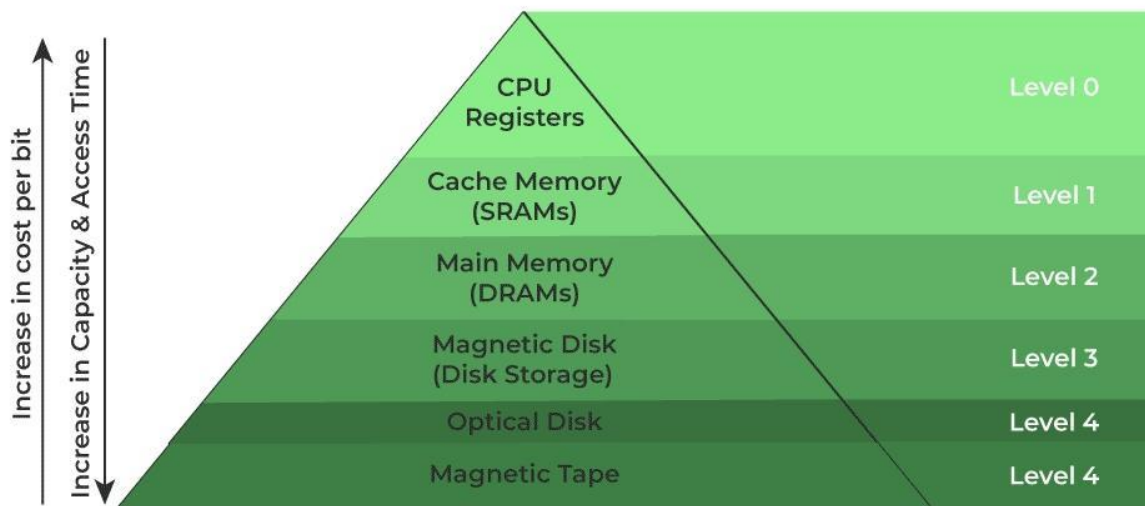 Increase in cost per bit
Increase in Capacity & Access Time
CPU
Registers
Level 0
Cache Memory
(SRAMs)
Level 1
Main Memory
(DRAMs)
Level 2
Magnetic Disk
(Disk Storage)
Level 3
Optical Disk
Level 4
Magnetic Tape
Level 4